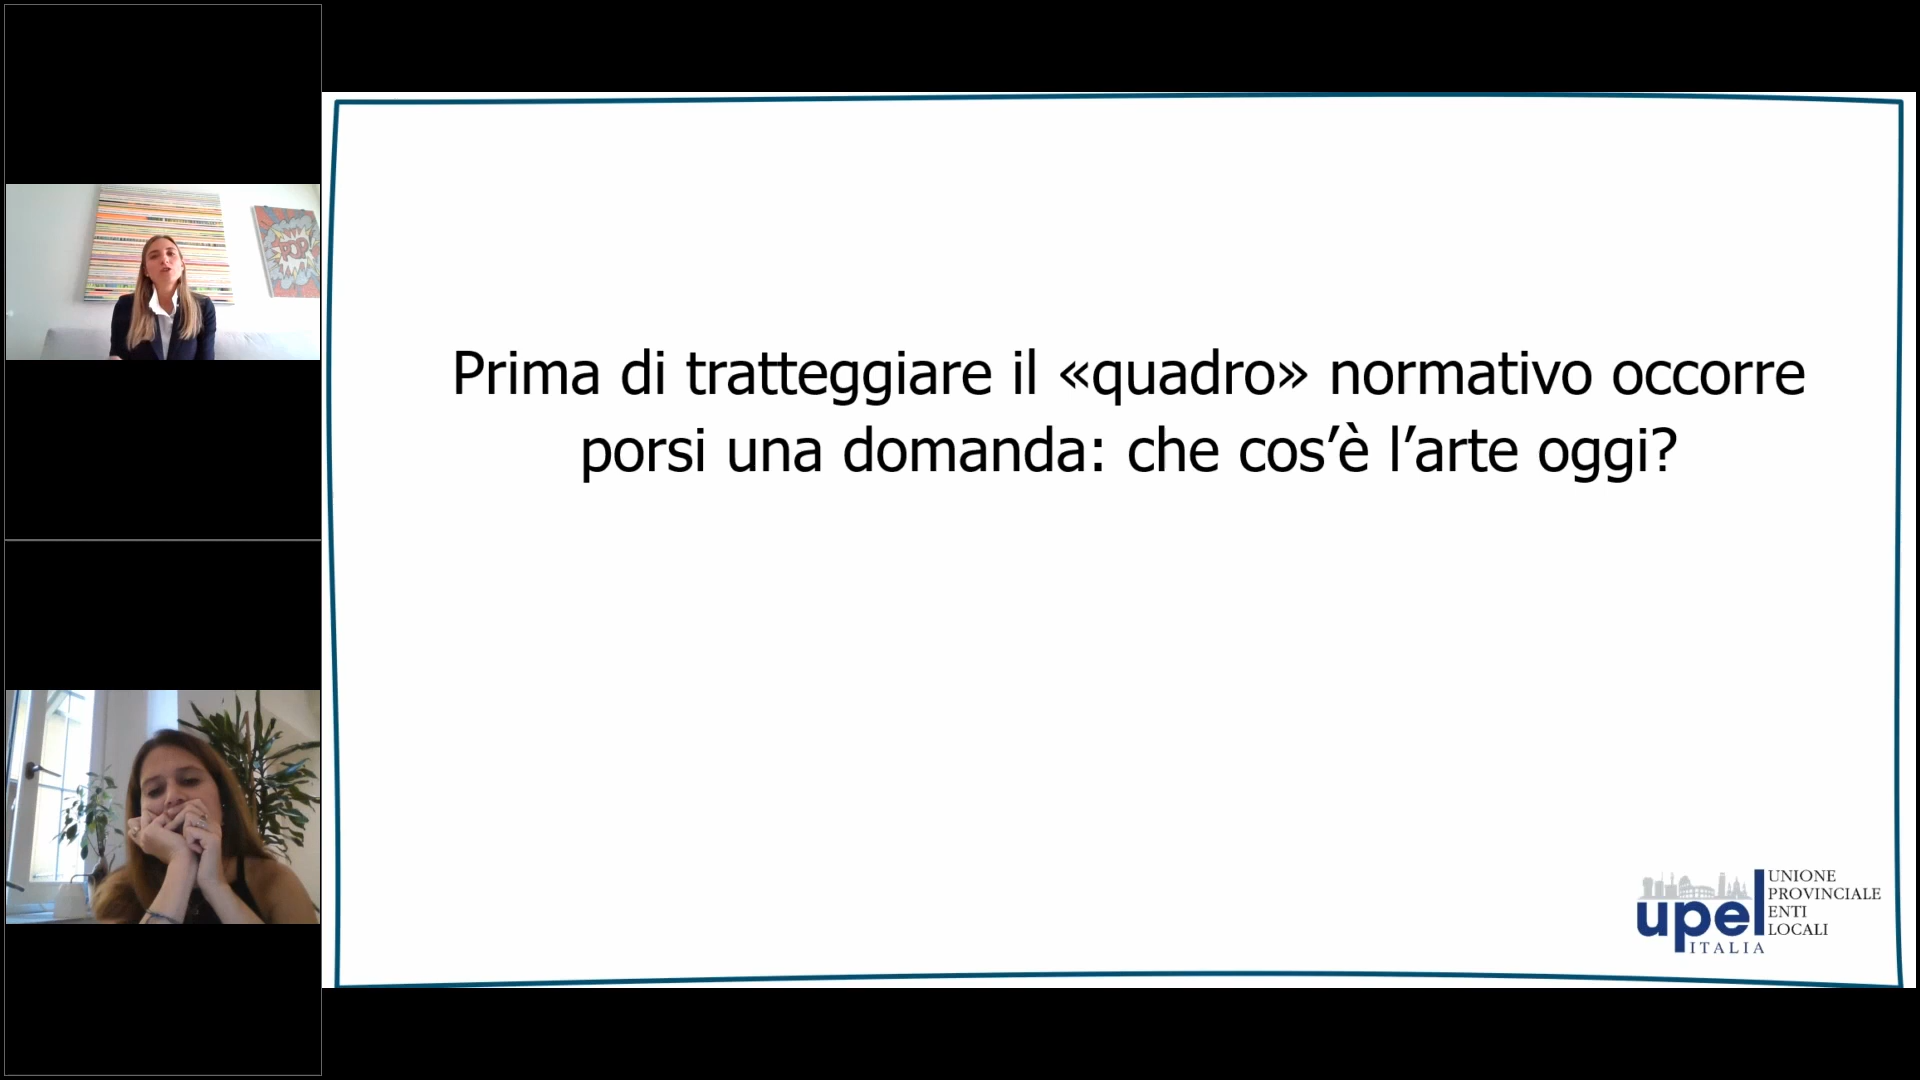 POP
Prima di tratteggiare il «quadro» normativo occorre
porsi una domanda: che cos’è l’arte oggi?
upel
ITALIA
UNIONE
PROVINCIALE
ENTI
LOCALI